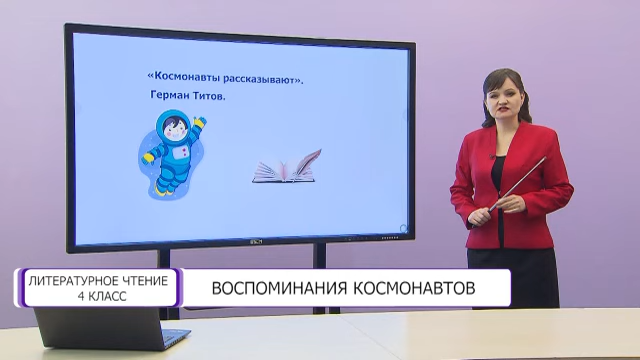 «Космонавты рассказывают».
Герман Титов.
ЛИТЕРАТУРНОЕ ЧТЕНИЕ
4 КЛАСС
ВОСПОМИНАНИЯ КОСМОНАВТОВ